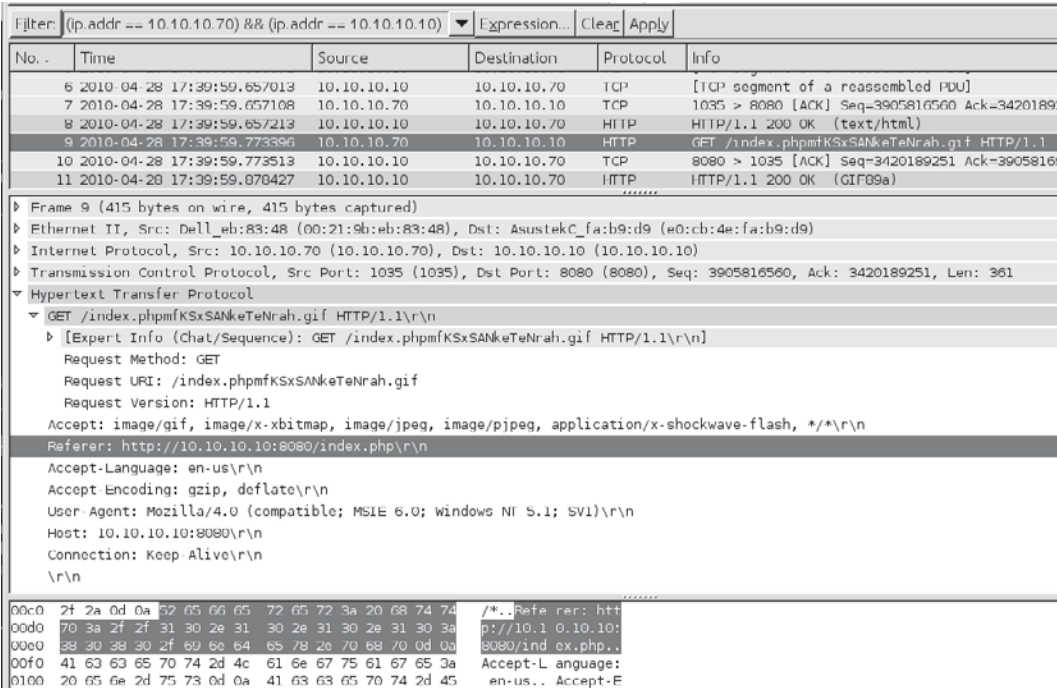 Filter: (ip.addr == 10.10.10.70) && (ip.addr == 10.10.10.10) Expression... Clear Apply
No. . Time Source Destination Protocol Info
6 2010-04-28 17:39:59.657013 10.10.10.10 10.10.10.70 TCP [TCP segment of a reassembled PDU]
7 2010-04-28 17:39:59.657108 10.10.10.70 10.10.10.10 TCP 1035 > 8080 [ACK] Seq=3905816560 Ack=34201892
8 2010-04-28 17:39:59.657213 10.10.10.10 10.10.10.70 HTTP HTTP/1.1 200 OK (text/html)
9 2010-04-28 17:39:59.773396 10.10.10.70 10.10.10.10 HTTP GET /index.phpmfKSxSANkeTeNrah.gif HTTP/1.1
10 2010-04-28 17:39:59.773513 10.10.10.10 10.10.10.70 TCP 8080 > 1035 [ACK] Seq=3420189251 Ack=39058169
11 2010-04-28 17:39:59.878427 10.10.10.10 10.10.10.70 HTTP HTTP/1.1 200 OK (GIF89a)
Frame 9 (415 bytes on wire, 415 bytes captured)
Ethernet II, Src: Dell_eb:83:48 (00:21:9b:eb:83:48), Dst: AsustekC_fa:b9:d9 (e0:cb:4e:fa:b9:d9)
Internet Protocol, Src: 10.10.10.70 (10.10.10.70), Dst: 10.10.10.10 (10.10.10.10)
Transmission Control Protocol, Src Port: 1035 (1035), Dst Port: 8080 (8080), Seq: 3905816560, Ack: 3420189251, Len: 361
Hypertext Transfer Protocol
GET /index.phpmfKSxSANkeTeNrah.gif HTTP/1.1\r\n
[Expert Info (Chat/Sequence): GET /index.phpmfKSxSANkeTeNrah.gif HTTP/1.1\r\n]
Request Method: GET
Request URI: /index.phpmfKSxSANkeTeNrah.gif
Request Version: HTTP/1.1
Accept: image/gif, image/x-xbitmap, image/jpeg, image/pjpeg, application/x-shockwave-flash, */*\r\n
Referer: http://10.10.10.10:8080/index.php\r\n
Accept-Language: en-us\r\n
Accept-Encoding: gzip, deflate\r\n
User-Agent: Mozilla/4.0 (compatible; MSIE 6.0; Windows NT 5.1; SV1)\r\n
Host: 10.10.10.10:8080\r\n
Connection: Keep-Alive\r\n
\r\n
00c0 2f 2a 0d 0a 52 65 66 65 72 65 72 3a 20 68 74 74 /*..Refe rer: htt
00d0 70 3a 2f 2f 31 30 2e 31 30 2e 31 30 2e 31 30 3a p://10.1 0.10.10:
00e0 38 30 38 30 2f 69 6e 64 65 78 2e 70 68 70 0d 0a 8080/ind ex.php..
00f0 41 63 63 65 70 74 2d 4c 61 6e 67 75 61 67 65 3a Accept-L anguage:
0100 20 65 6e 2d 75 73 0d 0a 41 63 63 65 70 74 2d 45 en-us.. Accept-E